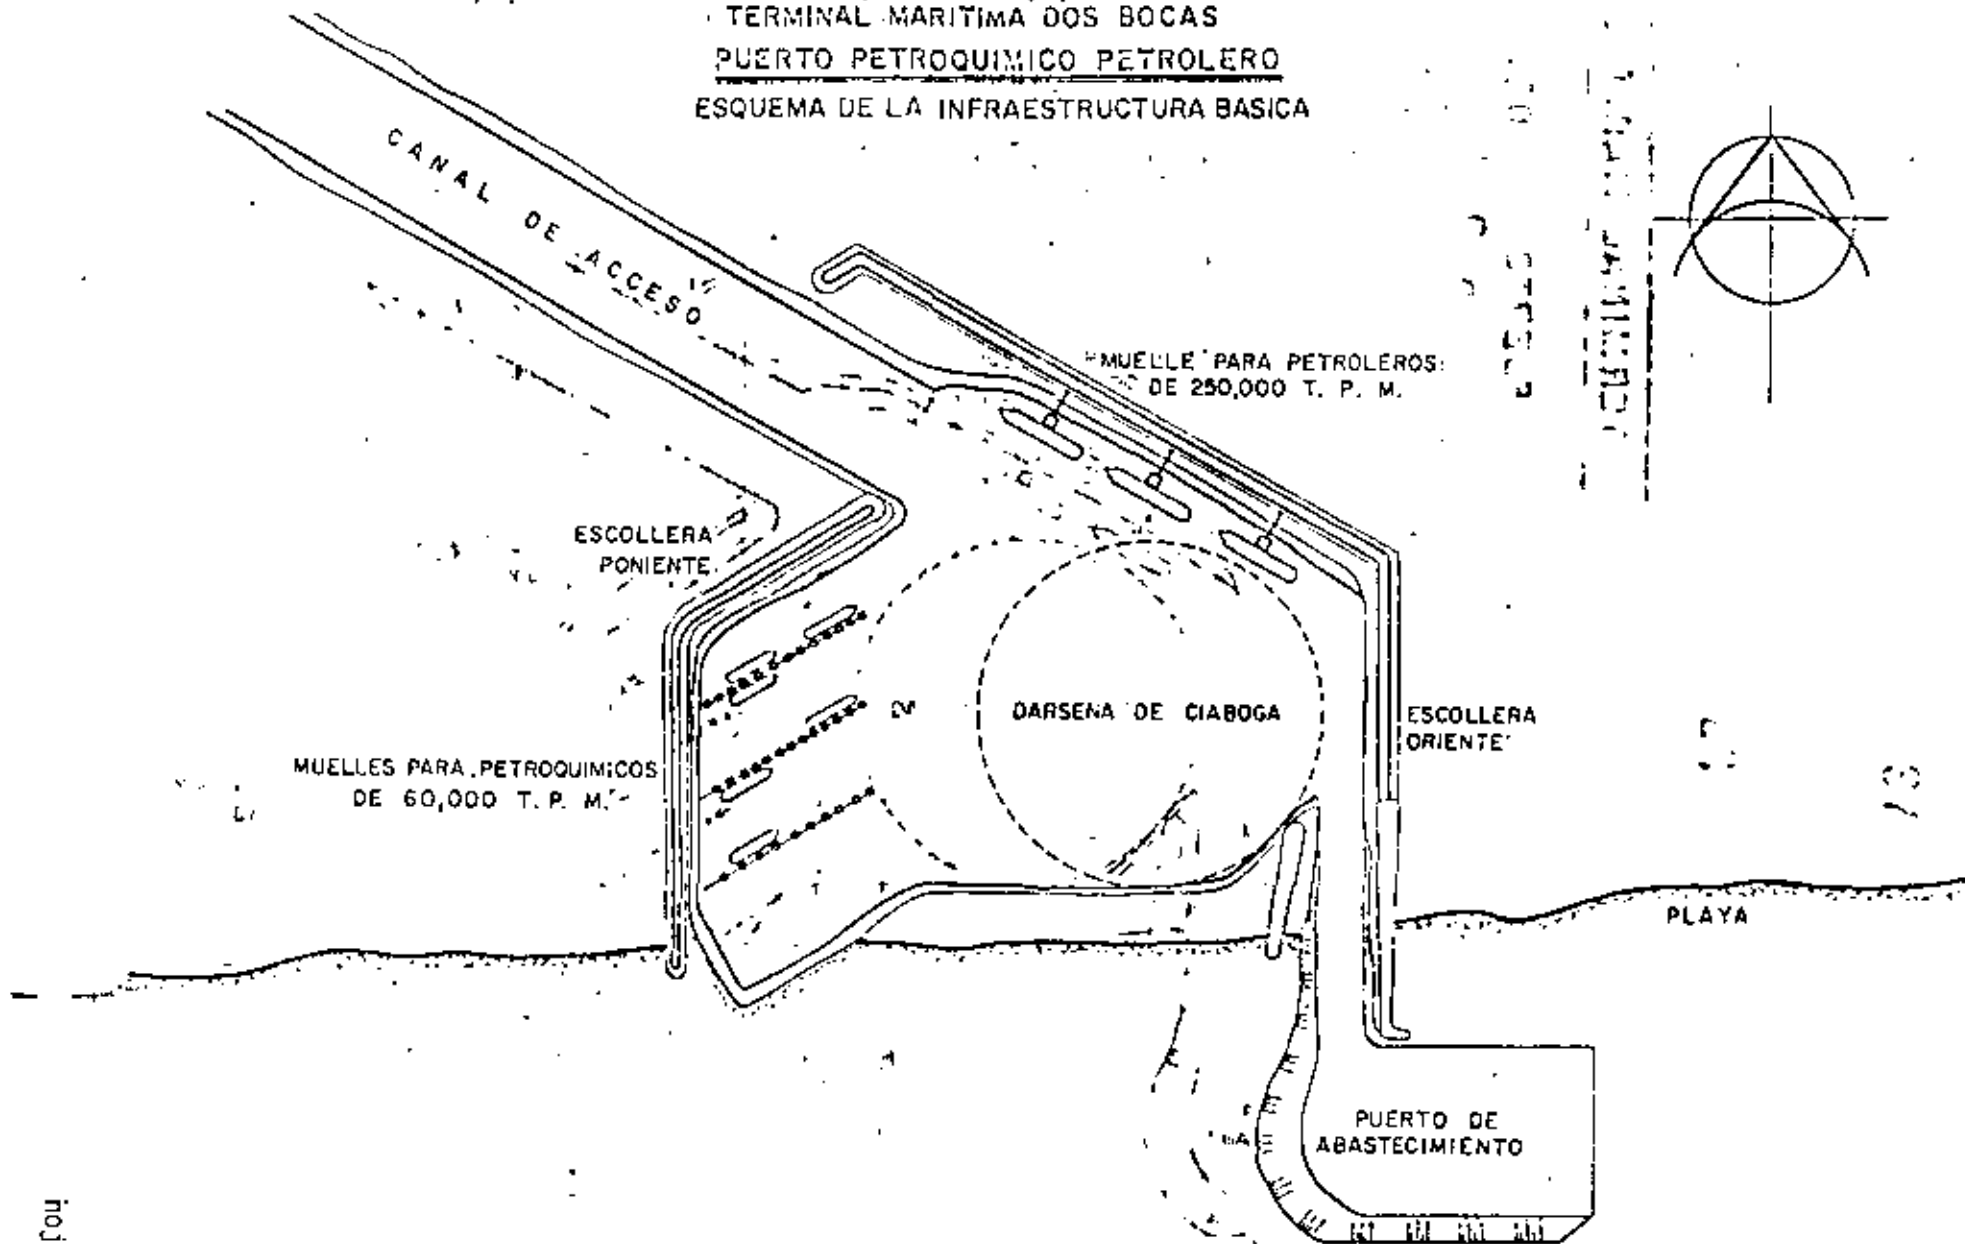 TERMINAL MARITIMA DOS BOCAS
PUERTO PETROQUIMICO PETROLERO
ESQUEMA DE LA INFRAESTRUCTURA BASICA
CANAL DE ACCESO
MUELLE PARA PETROLEROS
DE 250,000 T. P. M.
ESCOLLERA
PONIENTE
DARSENA DE CIABOGA
ESCOLLERA
ORIENTE
MUELLES PARA PETROQUIMICOS
DE 60,000 T. P. M.
PLAYA
PUERTO DE
ABASTECIMIENTO